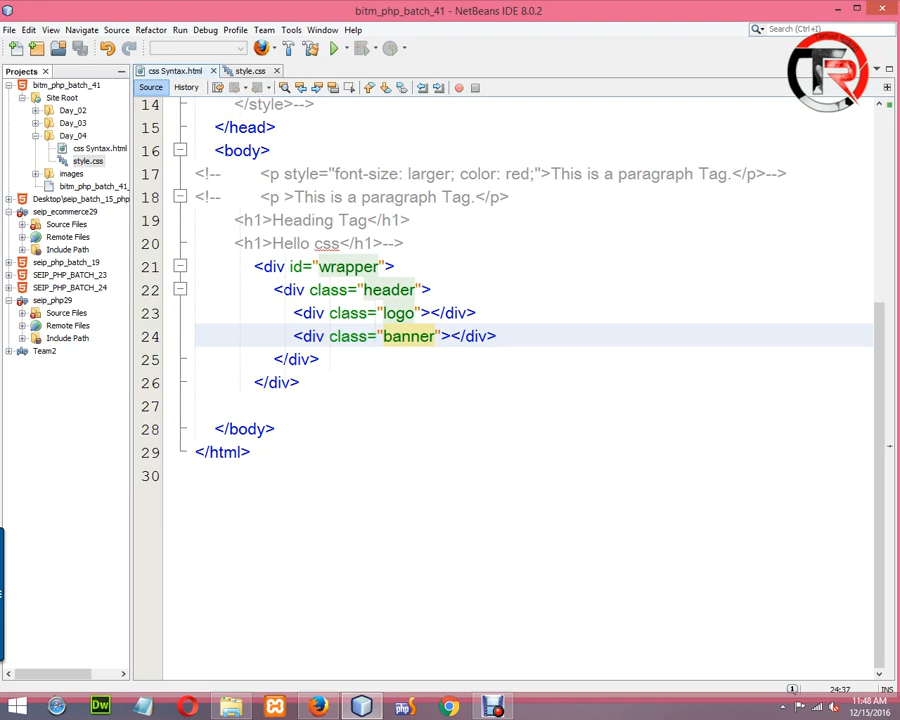 bitm_php_batch_41 - NetBeans IDE 8.0.2
File Edit View Navigate Source Refactor Run Debug Profile Team Tools Window Help
Search (Ctrl+I)
Projects
css Syntax.html style.css
Source History
bitm_php_batch_41
Site Root
Day_02
Day_03
Day_04
css Syntax.html
style.css
images
bitm_php_batch_41_
Desktop\seip_batch_15_php
seip_ecommerce29
Source Files
Remote Files
Include Path
seip_php_batch_19
SEIP_PHP_BATCH_23
SEIP_PHP_BATCH_24
seip_php29
Source Files
Remote Files
Include Path
Team2
14 </style>-->
15 </head>
16 <body>
17 <!-- <p style="font-size: larger; color: red;">This is a paragraph Tag.</p>-->
18 <!-- <p >This is a paragraph Tag.</p>
19 <h1>Heading Tag</h1>
20 <h1>Hello css</h1>-->
21 <div id="wrapper">
22 <div class="header">
23 <div class="logo"></div>
24 <div class="banner"></div>
25 </div>
26 </div>
27
28 </body>
29 </html>
30
1 24:37 INS
Dw php
11:48 AM
12/15/2016